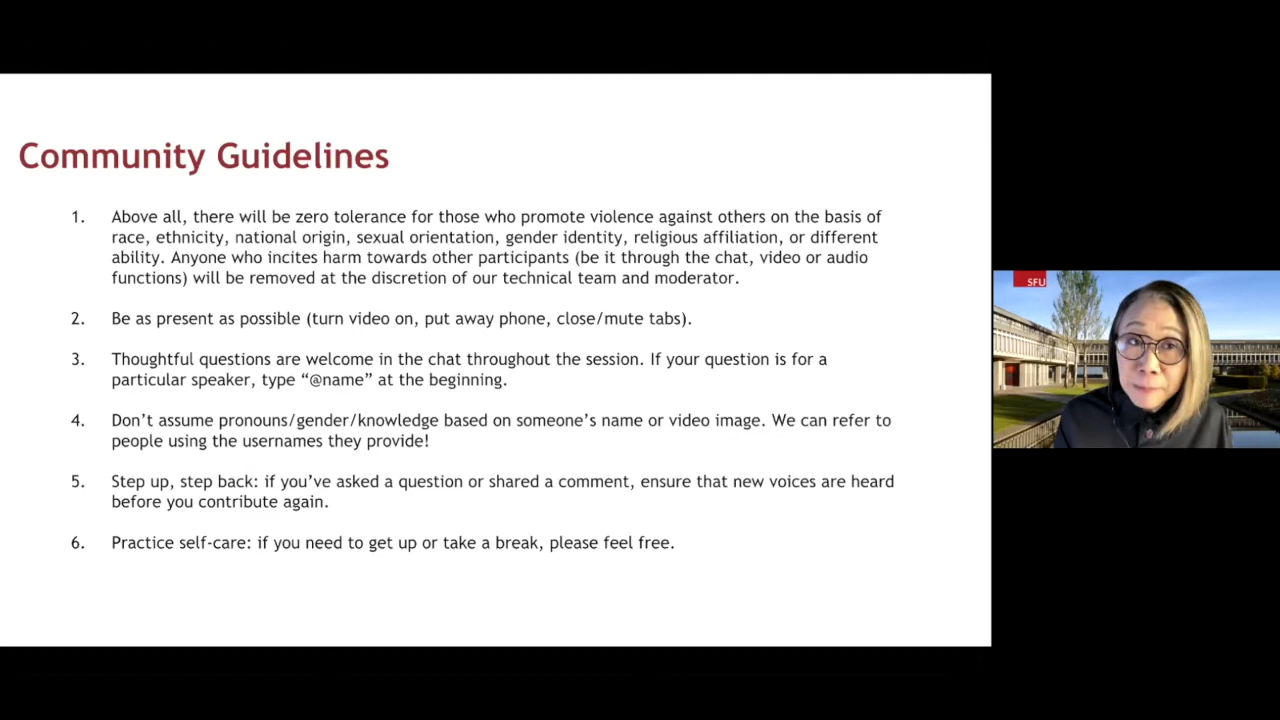 Community Guidelines
1. Above all, there will be zero tolerance for those who promote violence against others on the basis of
race, ethnicity, national origin, sexual orientation, gender identity, religious affiliation, or different
ability. Anyone who incites harm towards other participants (be it through the chat, video or audio
functions) will be removed at the discretion of our technical team and moderator.
2. Be as present as possible (turn video on, put away phone, close/mute tabs).
3. Thoughtful questions are welcome in the chat throughout the session. If your question is for a
particular speaker, type “@name” at the beginning.
4. Don’t assume pronouns/gender/knowledge based on someone’s name or video image. We can refer to
people using the usernames they provide!
5. Step up, step back: if you’ve asked a question or shared a comment, ensure that new voices are heard
before you contribute again.
6. Practice self-care: if you need to get up or take a break, please feel free.
SFU